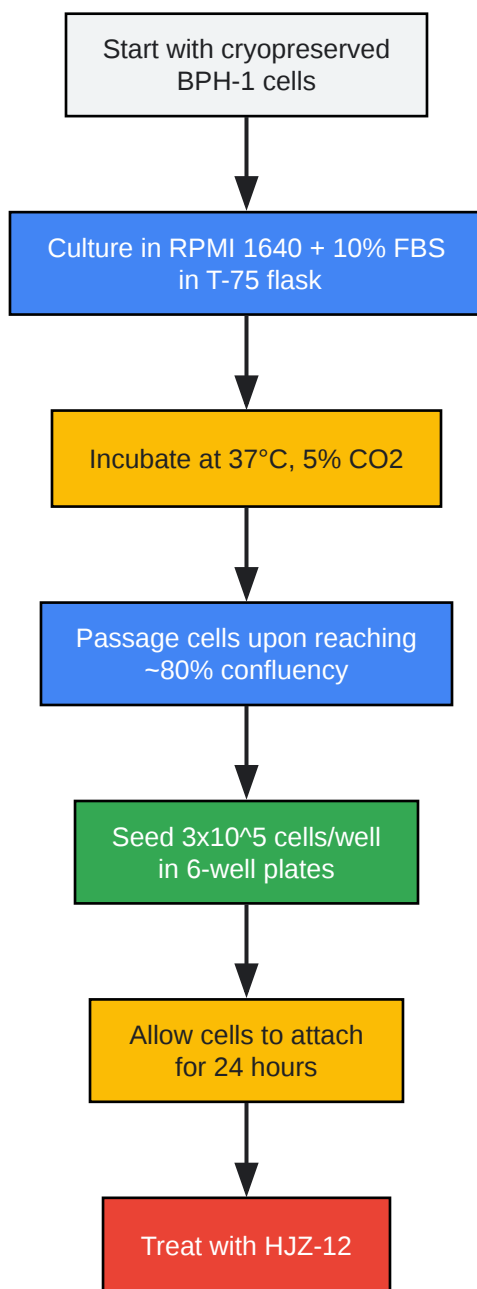 Start with cryopreserved
BPH-1 cells
Culture in RPMI 1640 + 10% FBS
in T-75 flask
Incubate at 37°C, 5% CO2
Passage cells upon reaching
~80% confluency
Seed 3x10^5 cells/well
in 6-well plates
Allow cells to attach
for 24 hours
Treat with HJZ-12